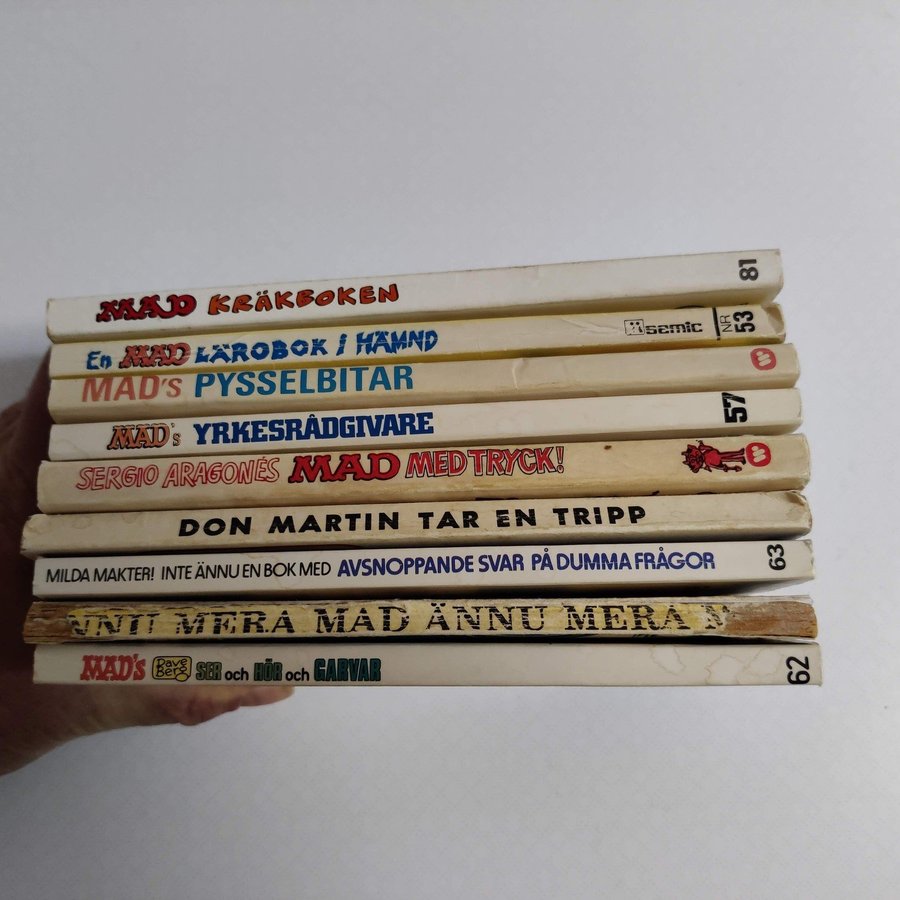 MAD KRÄKBOKEN 81
En MAD LÄROBOK I HÄMND semic NR 53
MAD's PYSSELBITAR
MAD's YRKESRÅDGIVARE 57
SERGIO ARAGONÉS MAD MED TRYCK!
DON MARTIN TAR EN TRIPP
MILDA MAKTER! INTE ÄNNU EN BOK MED AVSNOPPANDE SVAR PÅ DUMMA FRÅGOR 63
NNU MERA MAD ÄNNU MERA M
MAD'S Dave Berg SER och HÖR och GARVAR 62